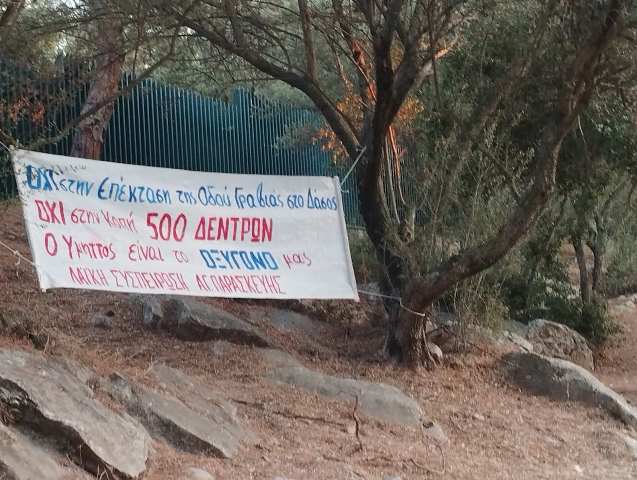 ΟΧΙ στην Επέκταση της Οδού Γραβιάς στο Δάσος
ΟΧΙ στην Κοπή 500 ΔΕΝΤΡΩΝ
Ο Υμηττός είναι το ΟΞΥΓΟΝΟ μας
ΛΑΪΚΗ ΣΥΣΠΕΙΡΩΣΗ ΑΓ. ΠΑΡΑΣΚΕΥΗΣ